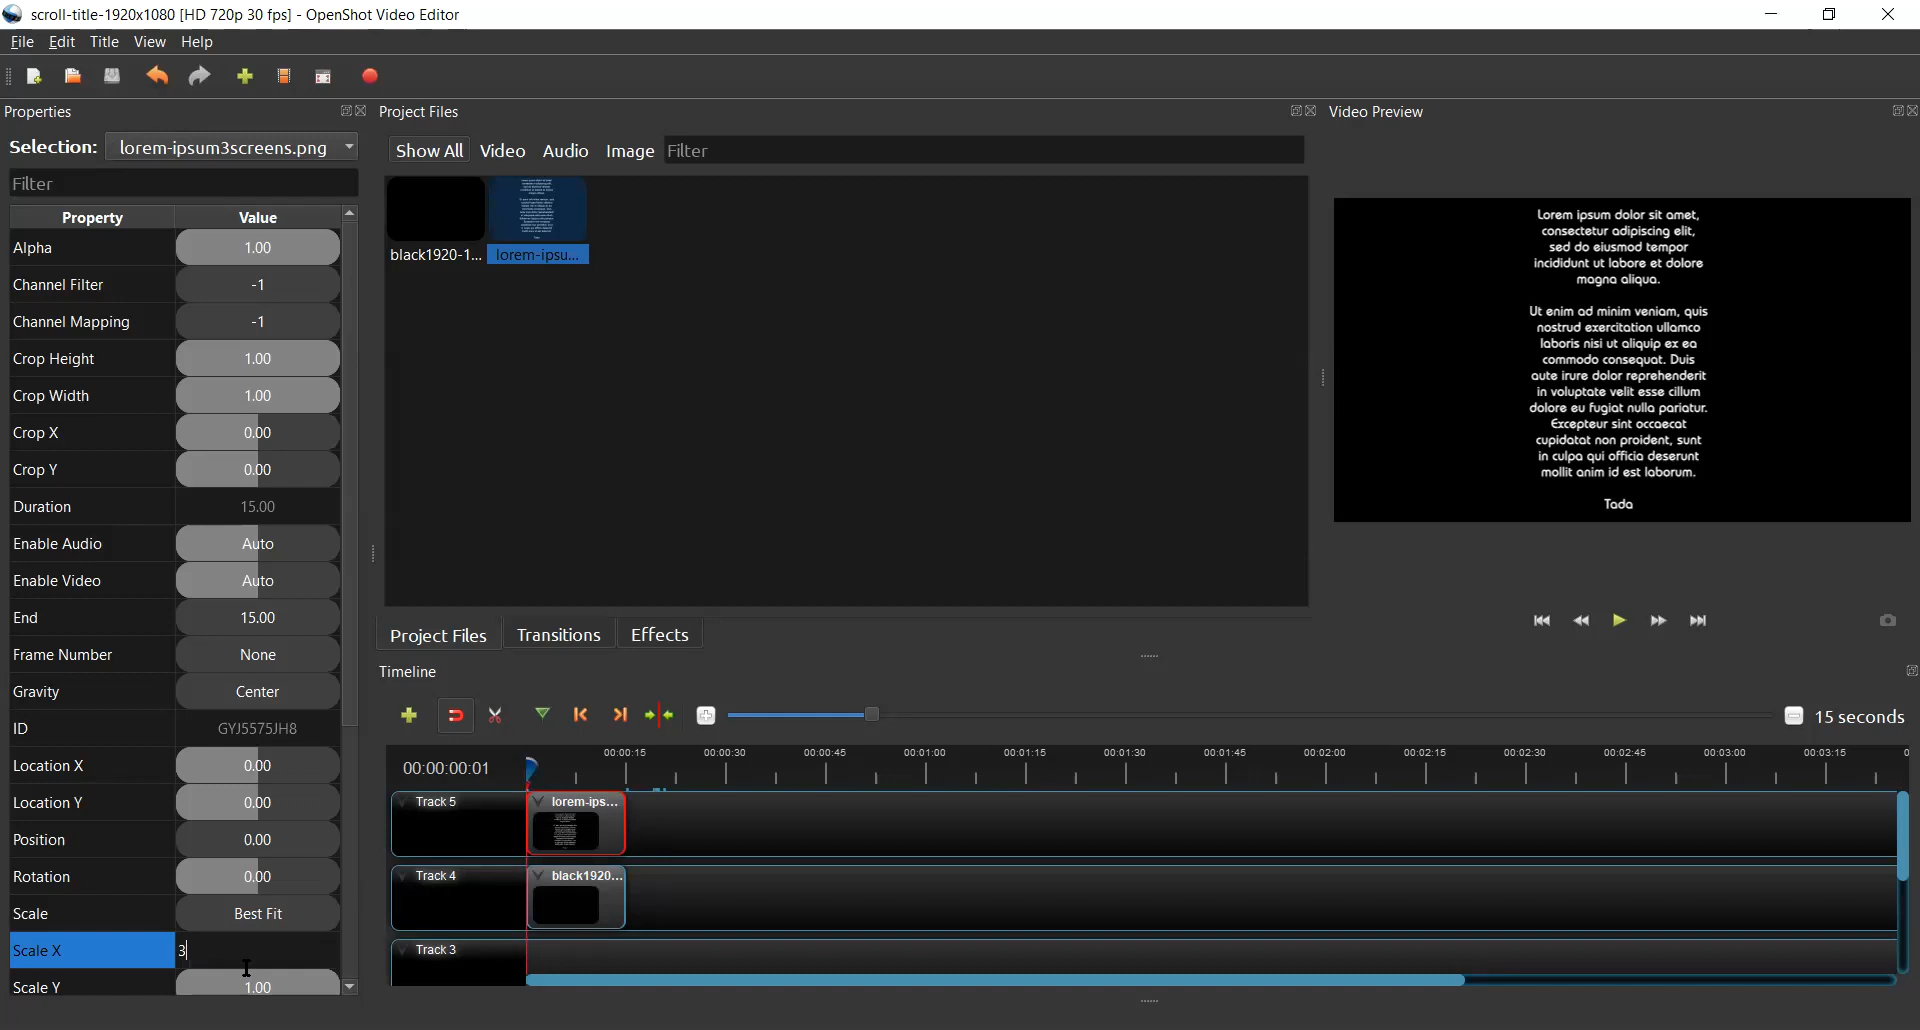 scroll-title-1920x1080 [HD 720p 30 fps] - OpenShot Video Editor
File Edit Title View Help
Properties
Selection: lorem-ipsum3screens.png
Filter
Property Value
Alpha 1.00
Channel Filter -1
Channel Mapping -1
Crop Height 1.00
Crop Width 1.00
Crop X 0.00
Crop Y 0.00
Duration 15.00
Enable Audio Auto
Enable Video Auto
End 15.00
Frame Number None
Gravity Center
ID GYJ5575JH8
Location X 0.00
Location Y 0.00
Position 0.00
Rotation 0.00
Scale Best Fit
Scale X 3
Scale Y 1.00
Project Files
Show All Video Audio Image Filter
black1920-1... lorem-ipsu...
Project Files Transitions Effects
Video Preview
Lorem ipsum dolor sit amet,
consectetur adipiscing elit,
sed do eiusmod tempor
incididunt ut labore et dolore
magna aliqua.
Ut enim ad minim veniam, quis
nostrud exercitation ullamco
laboris nisi ut aliquip ex ea
commodo consequat. Duis
aute irure dolor reprehenderit
in voluptate velit esse cillum
dolore eu fugiat nulla pariatur.
Excepteur sint occaecat
cupidatat non proident, sunt
in culpa qui officia deserunt
mollit anim id est laborum.
Tada
Timeline
15 seconds
00:00:00:01
00:00:15 00:00:30 00:00:45 00:01:00 00:01:15 00:01:30 00:01:45 00:02:00 00:02:15 00:02:30 00:02:45 00:03:00 00:03:15 0
Track 5 lorem-ips...
Track 4 black1920...
Track 3